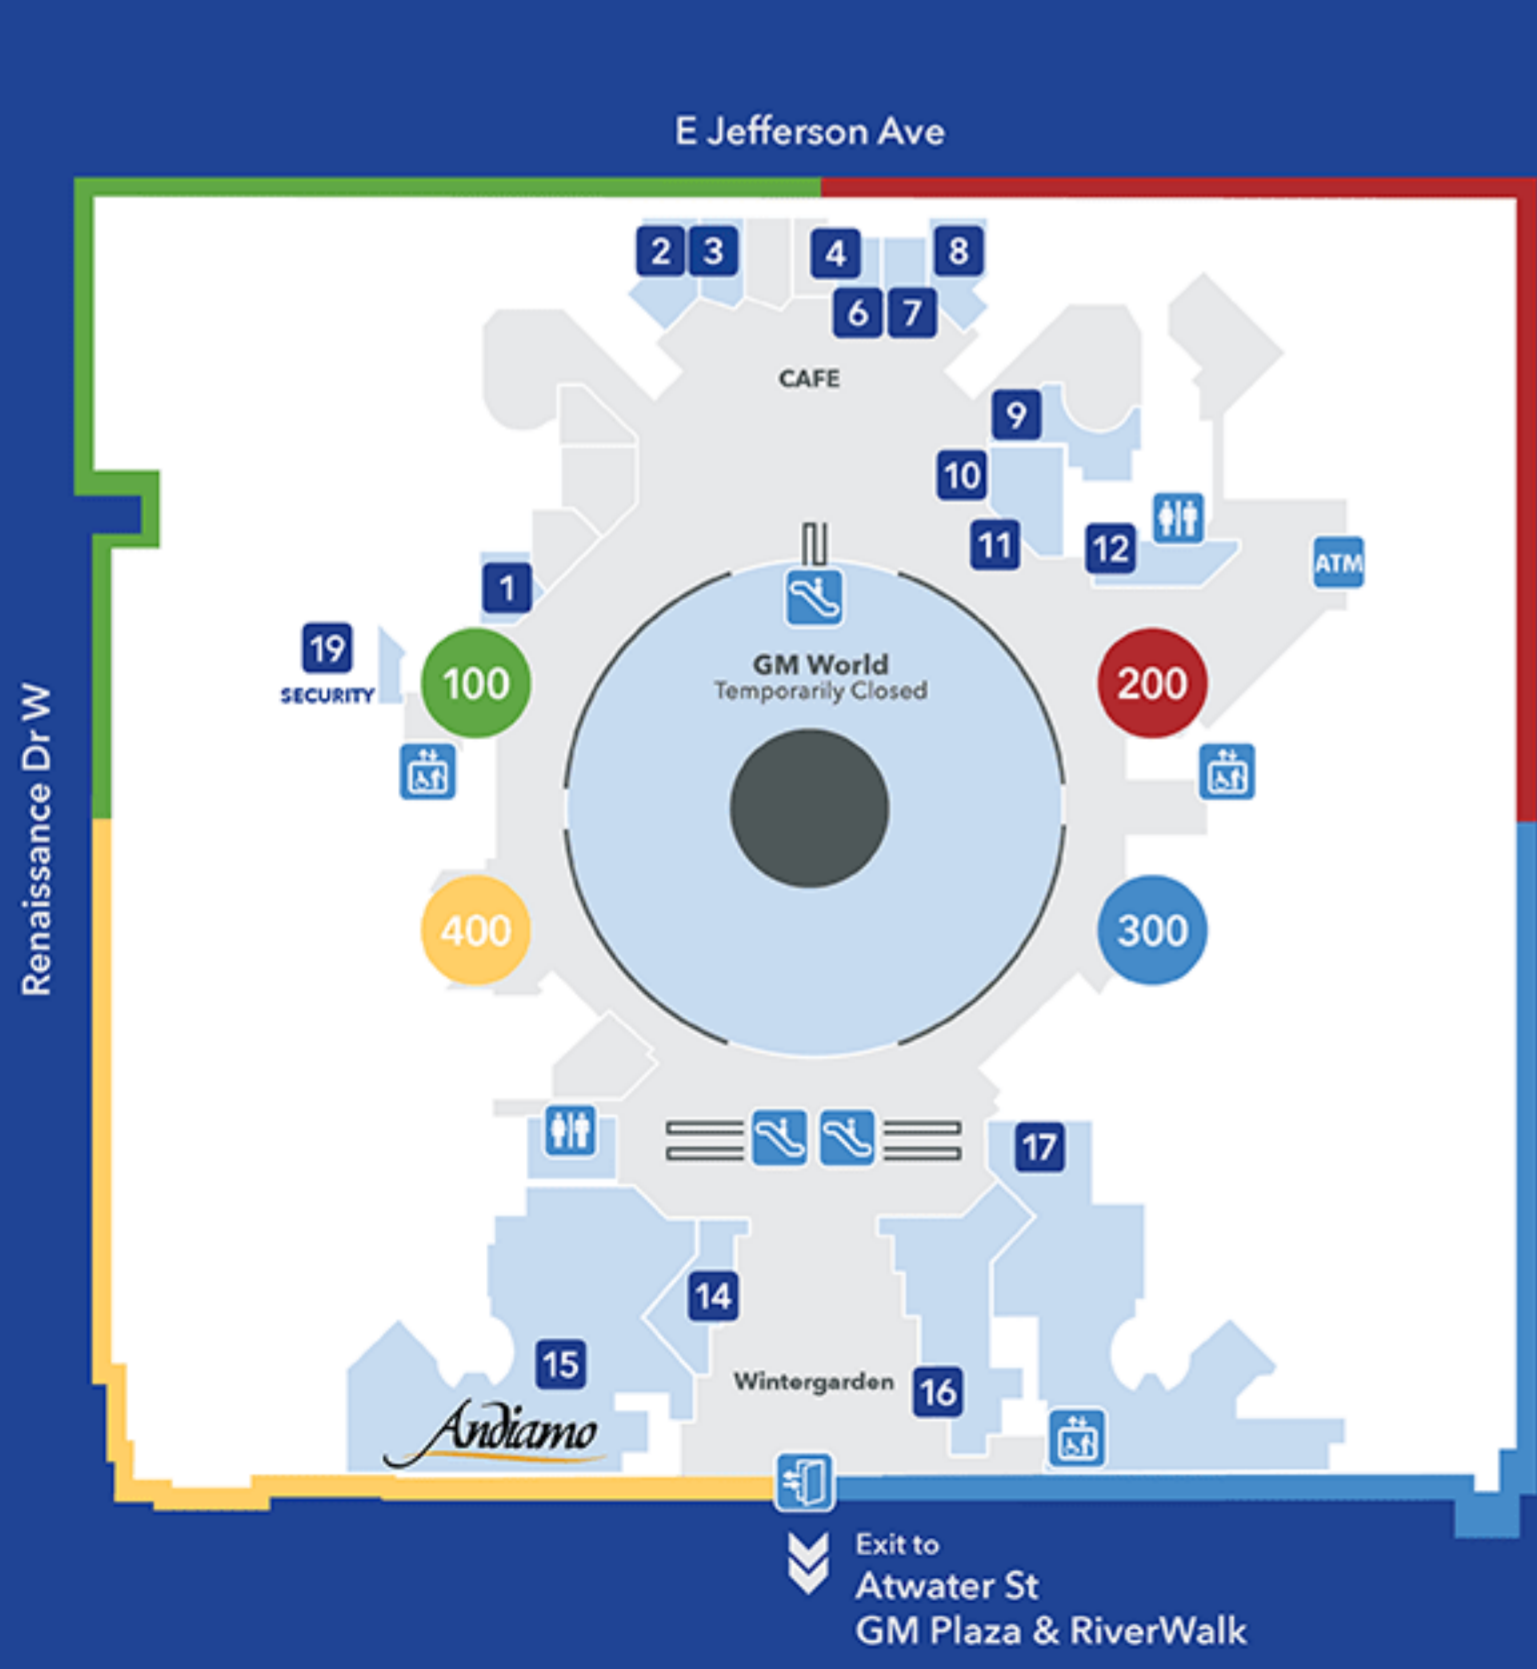 E Jefferson Ave
2 3 4 8
6 7
CAFE
9
10
11 12
ATM
1
19
SECURITY
100
GM World
Temporarily Closed
200
Renaissance Dr W
400
300
17
14
15
Andiamo
Wintergarden
16
Exit to
Atwater St
GM Plaza & RiverWalk